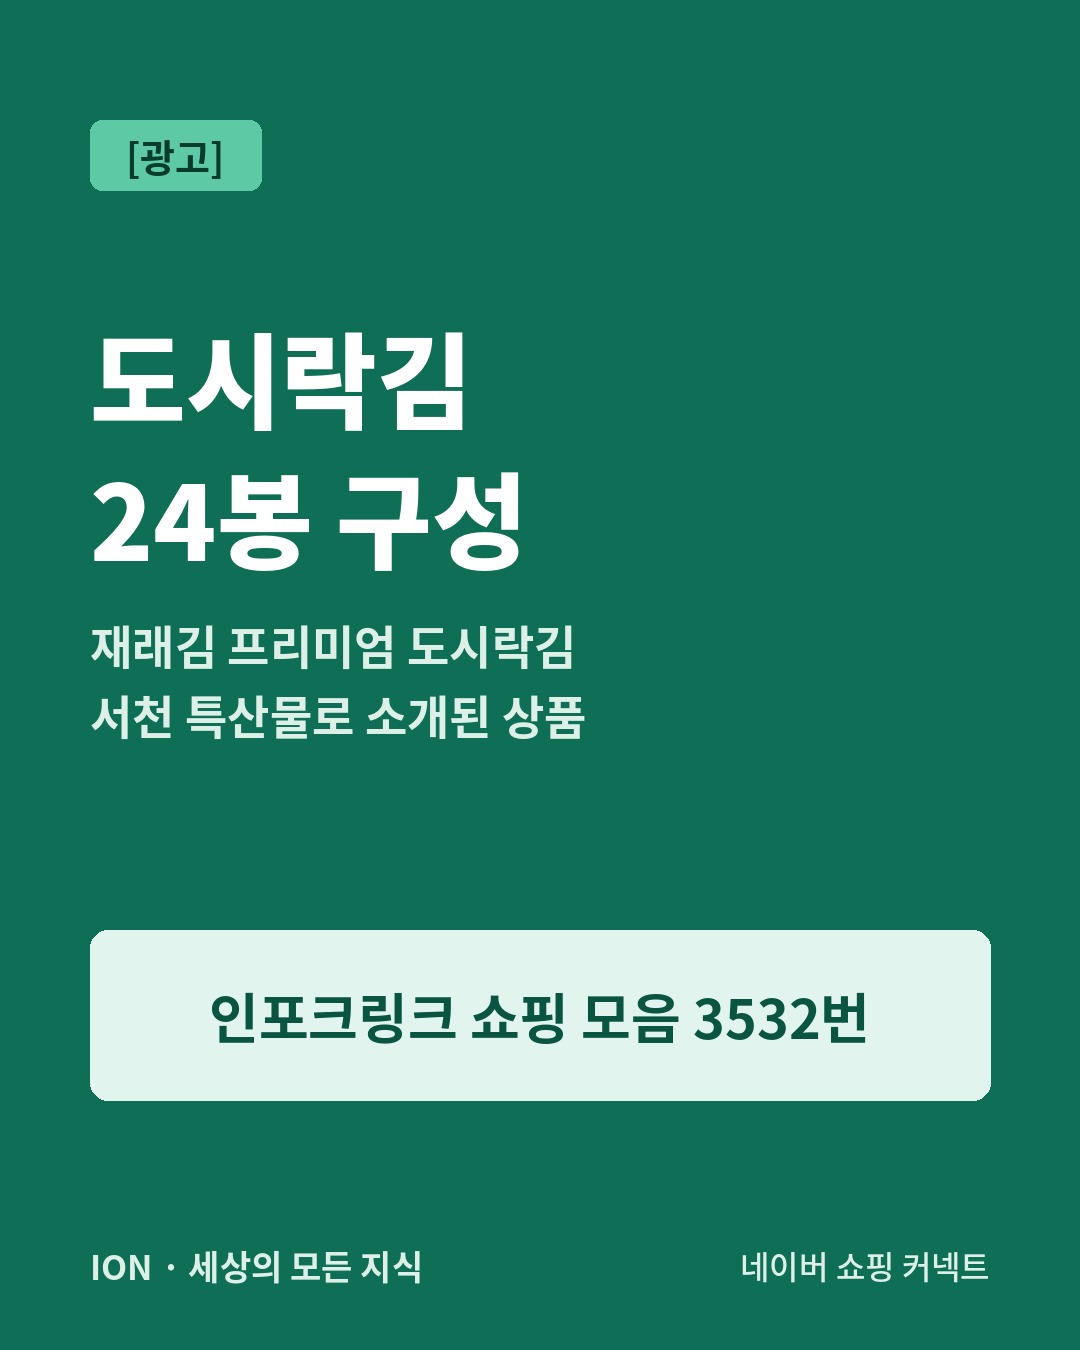 [광고]
도시락김
24봉 구성
재래김 프리미엄 도시락김
서천 특산물로 소개된 상품
인포크링크 쇼핑 모음 3532번
ION · 세상의 모든 지식
네이버 쇼핑 커넥트